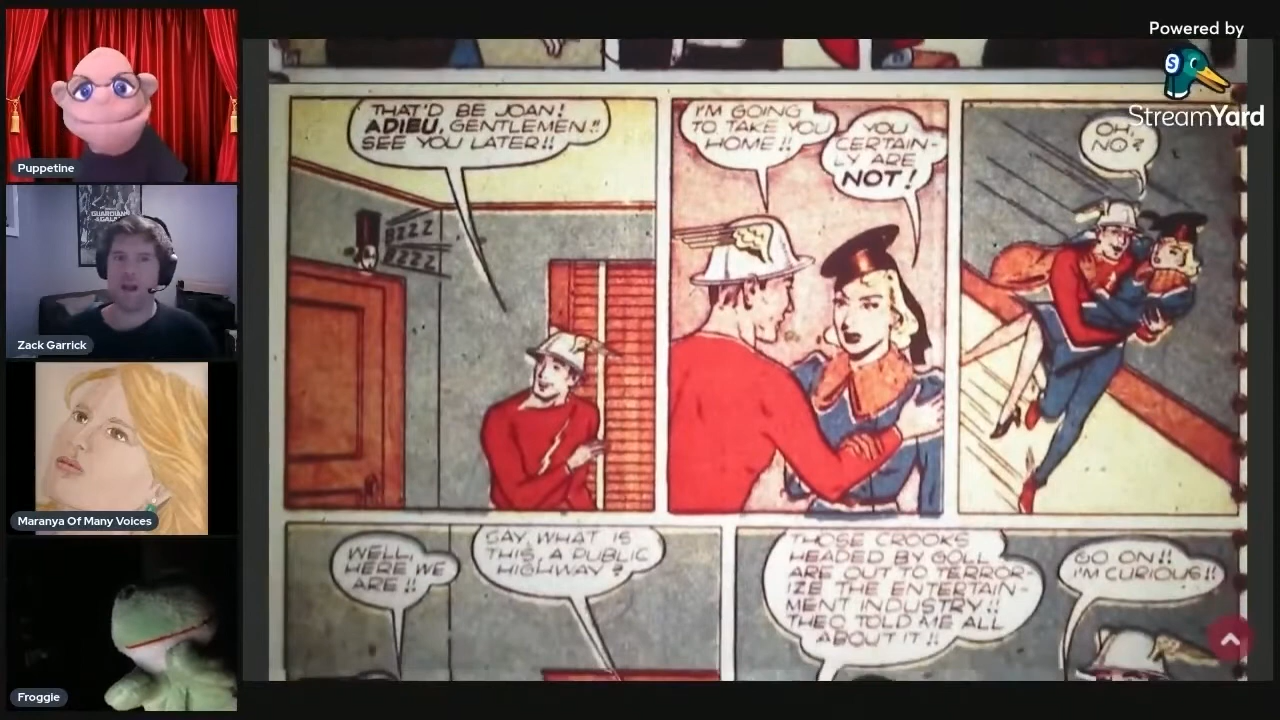 Powered by
StreamYard
Puppetine
Zack Garrick
GUARDIANS
Maranya Of Many Voices
Froggie
THAT'D BE JOAN!
ADIEU, GENTLEMEN!!
SEE YOU LATER!!
BZZZ
BZZZ
I'M GOING
TO TAKE YOU
HOME!!
YOU
CERTAIN-
LY ARE
NOT!
OH,
NO?
WELL,
HERE WE
ARE!!
SAY, WHAT IS
THIS, A PUBLIC
HIGHWAY?
THOSE CROOKS
HEADED BY GOLL
ARE OUT TO TERROR-
IZE THE ENTERTAIN-
MENT INDUSTRY!!
THEO TOLD ME ALL
ABOUT IT!!
GO ON!!
I'M CURIOUS!!